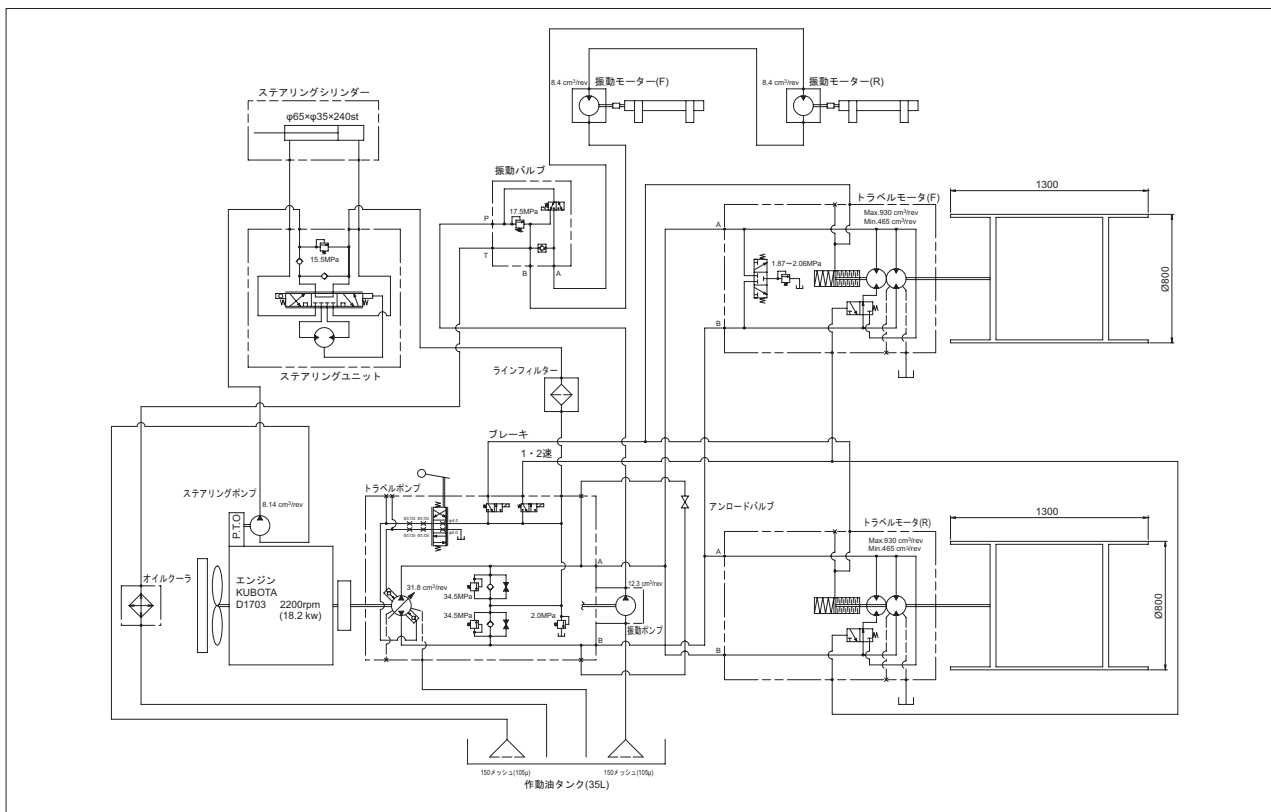 8.4 cm³/rev
振動モーター(F)
8.4 cm³/rev
振動モーター(R)
ステアリングシリンダー
φ65×φ35×240st
振動バルブ
17.5MPa
P
T
B
A
15.5MPa
ステアリングユニット
トラベルモータ(F)
Max.930 cm³/rev
Min.465 cm³/rev
A
1.87～2.06MPa
B
1300
Ø800
ラインフィルター
ブレーキ
1・2速
ステアリングポンプ
8.14 cm³/rev
P.T.O
トラベルポンプ
アンロードバルブ
オイルクーラ
エンジン
KUBOTA
D1703
2200rpm
(18.2 kw)
31.8 cm³/rev
34.5MPa
34.5MPa
2.0MPa
A
B
12.3 cm³/rev
振動ポンプ
トラベルモータ(R)
Max.930 cm³/rev
Min.465 cm³/rev
A
B
1300
Ø800
150メッシュ(105μ)
150メッシュ(105μ)
作動油タンク(35L)